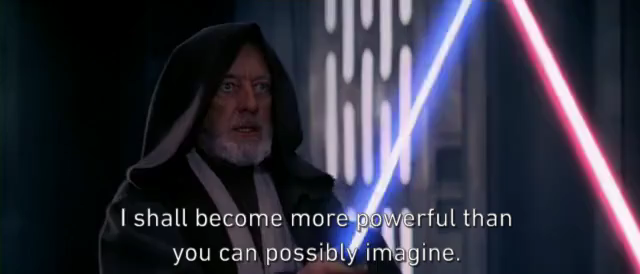 I shall become more powerful than
you can possibly imagine.